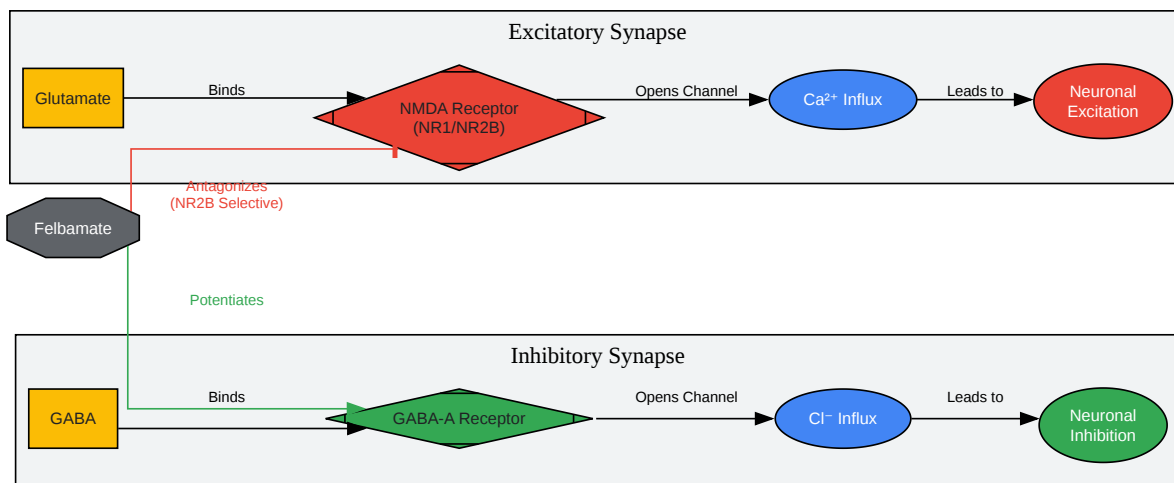 Excitatory Synapse
Glutamate
Binds
NMDA Receptor
(NR1/NR2B)
Opens Channel
Ca²⁺ Influx
Leads to
Neuronal
Excitation
Antagonizes
(NR2B Selective)
Felbamate
Potentiates
Inhibitory Synapse
GABA
Binds
GABA-A Receptor
Opens Channel
Cl⁻ Influx
Leads to
Neuronal
Inhibition